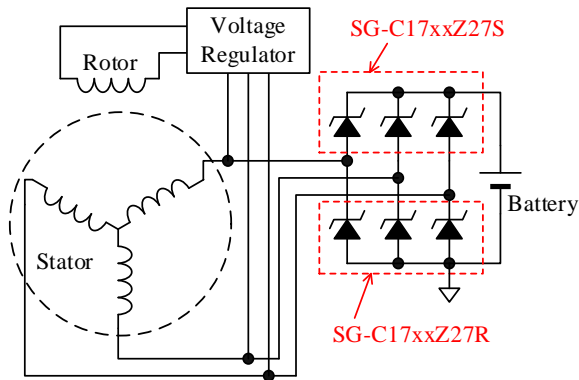 Voltage
Regulator
SG-C17xxZ27S
Rotor
Battery
Stator
SG-C17xxZ27R